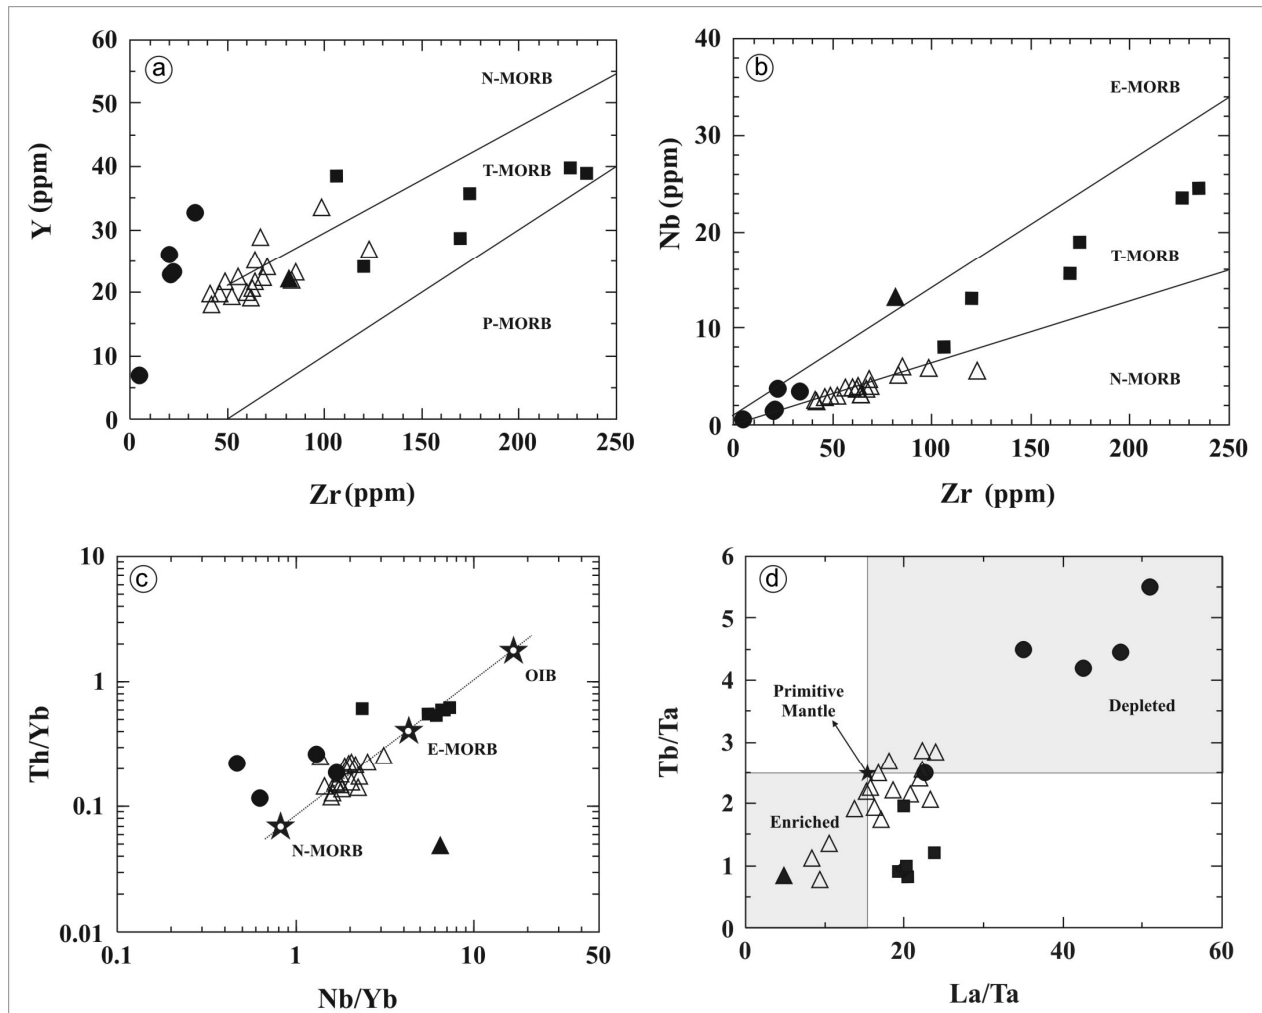 60
50
40
30
20
10
0
Y (ppm)
a
N-MORB
T-MORB
P-MORB
0 50 100 150 200 250
Zr (ppm)
40
30
20
10
0
Nb (ppm)
b
E-MORB
T-MORB
N-MORB
0 50 100 150 200 250
Zr (ppm)
10
1
0.1
0.01
Th/Yb
c
OIB
E-MORB
N-MORB
0.1 1 10 50
Nb/Yb
6
5
4
3
2
1
0
Tb/Ta
d
Primitive
Mantle
Depleted
Enriched
0 20 40 60
La/Ta